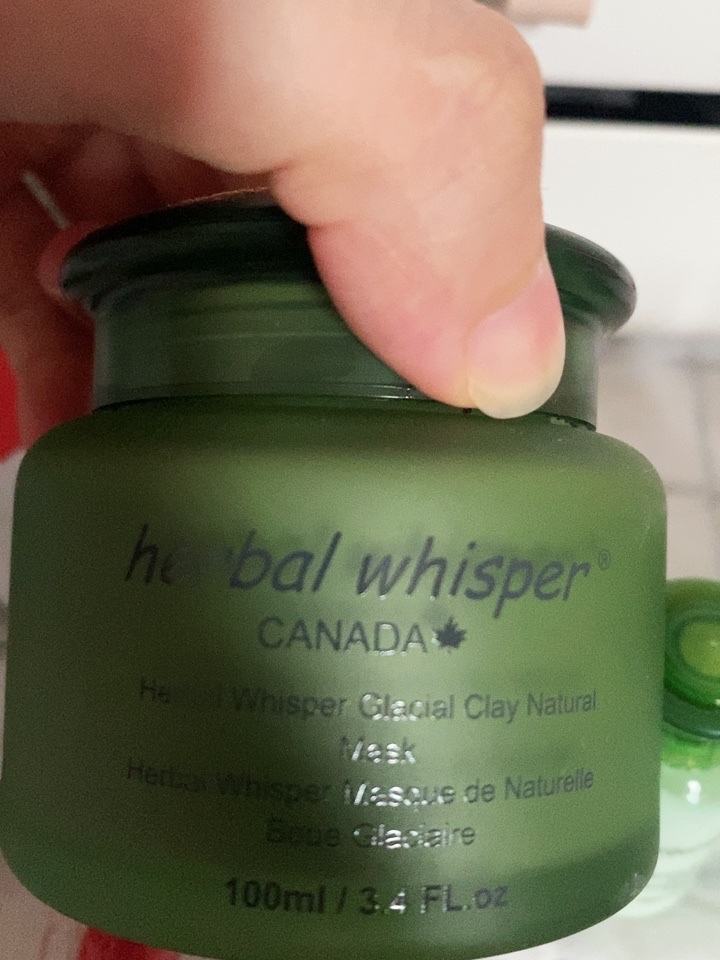 herbal whisper®
CANADA
Herbal Whisper Glacial Clay Natural
Mask
Herbal Whisper Masque de Naturelle
Boue Glaciaire
100ml / 3.4 FL.oz